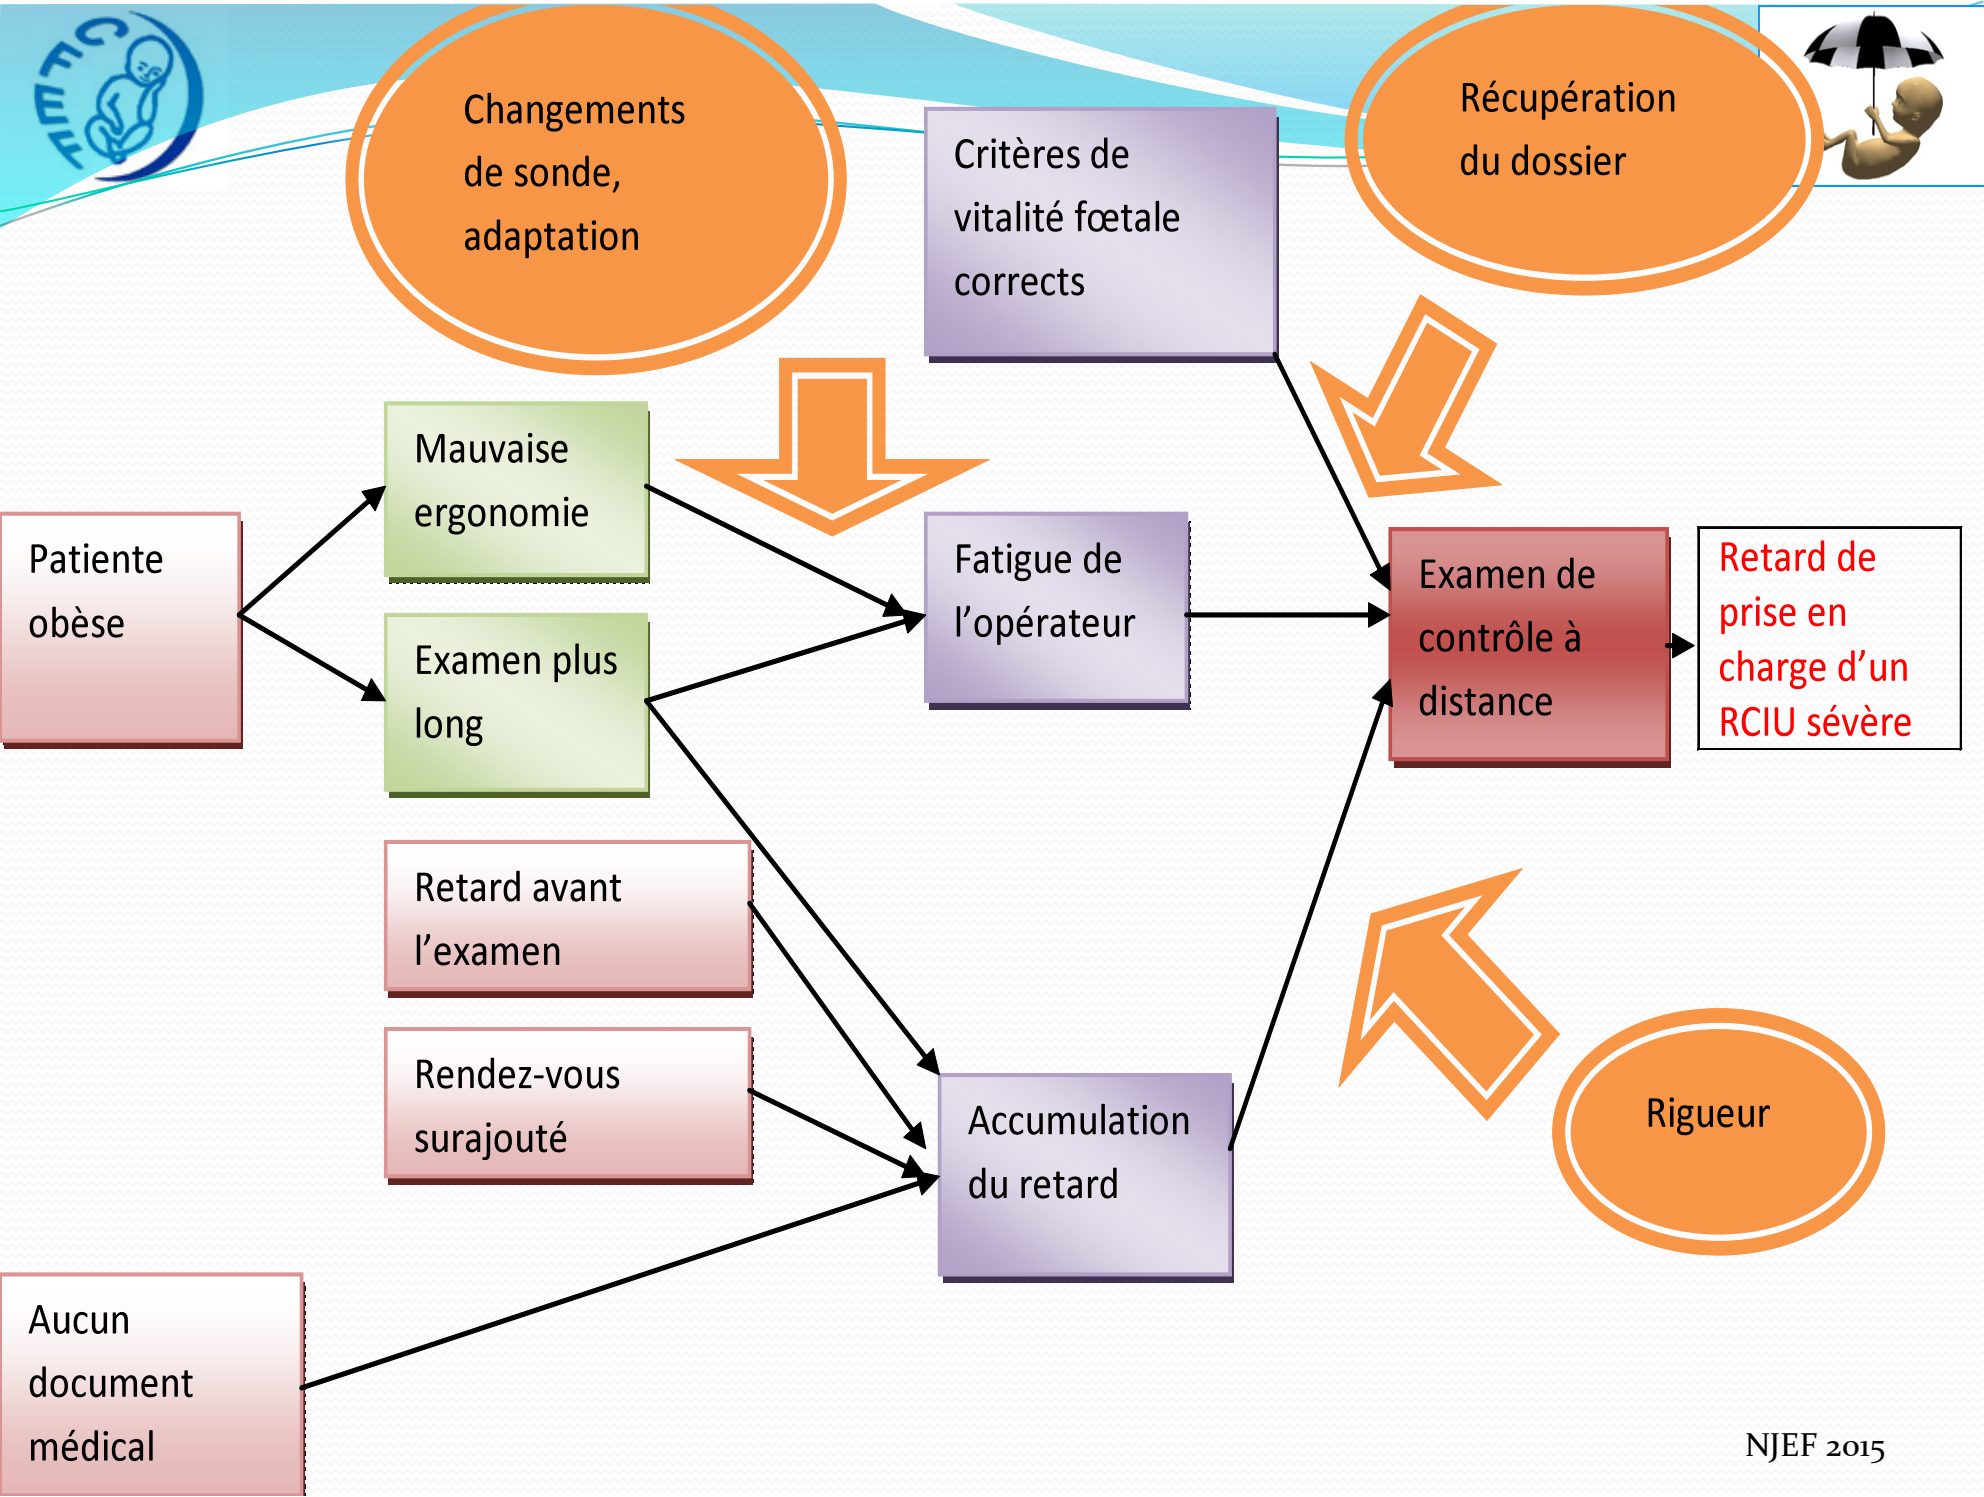 CFEF
Changements
de sonde,
adaptation
Critères de
vitalité fœtale
corrects
Récupération
du dossier
Mauvaise
ergonomie
Patiente
obèse
Examen plus
long
Fatigue de
l’opérateur
Examen de
contrôle à
distance
Retard de
prise en
charge d’un
RCIU sévère
Retard avant
l’examen
Rendez-vous
surajouté
Accumulation
du retard
Rigueur
Aucun
document
médical
NJEF 2015